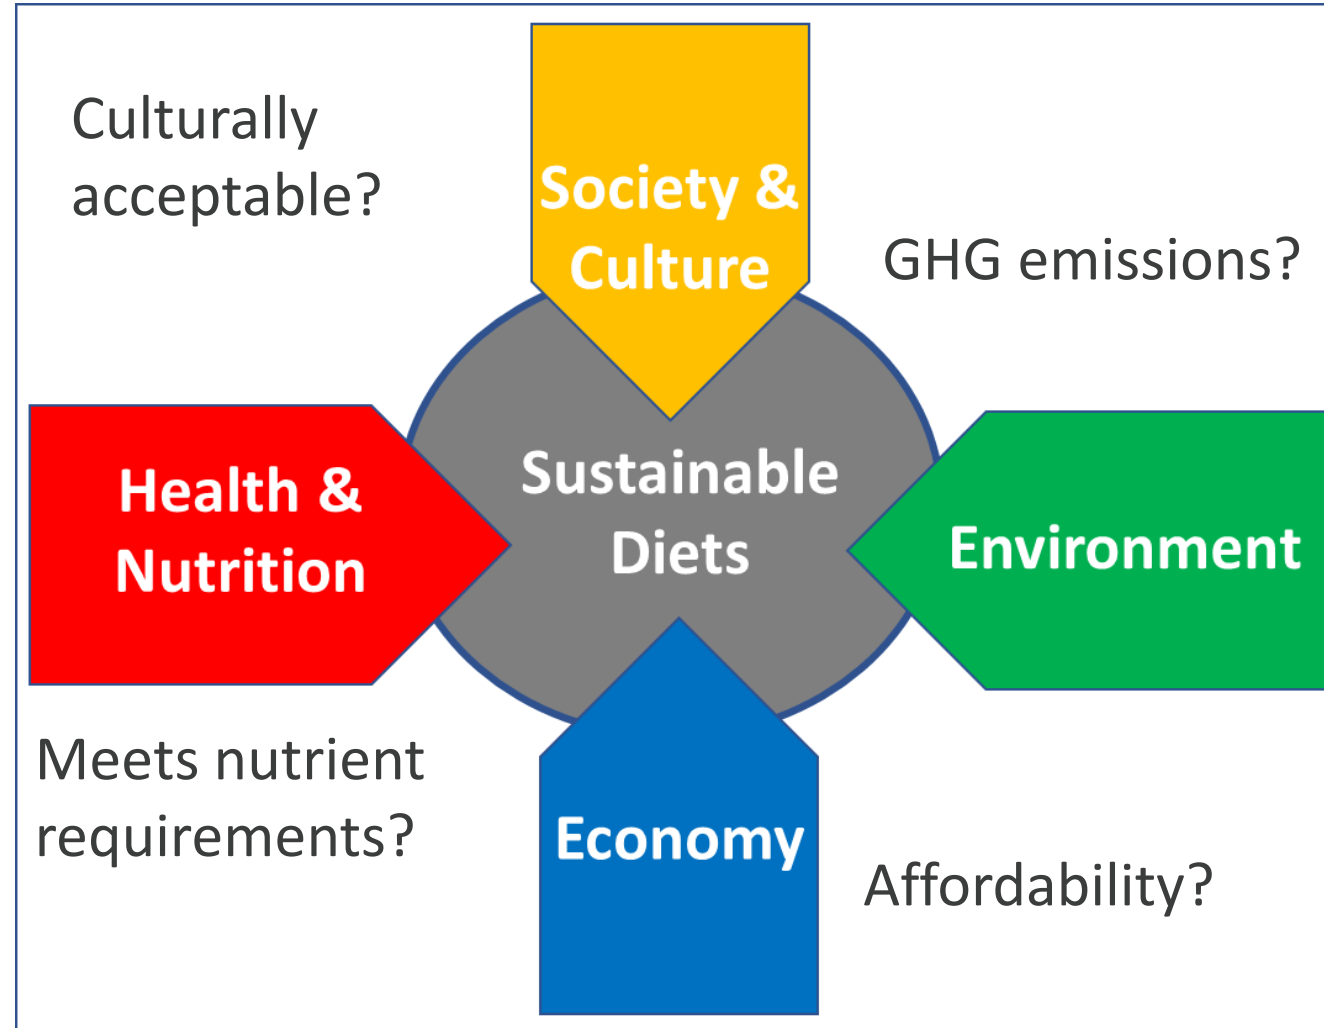 Culturally
acceptable?
Society &
Culture
GHG emissions?
Health &
Nutrition
Sustainable
Diets
Environment
Meets nutrient
requirements?
Economy
Affordability?